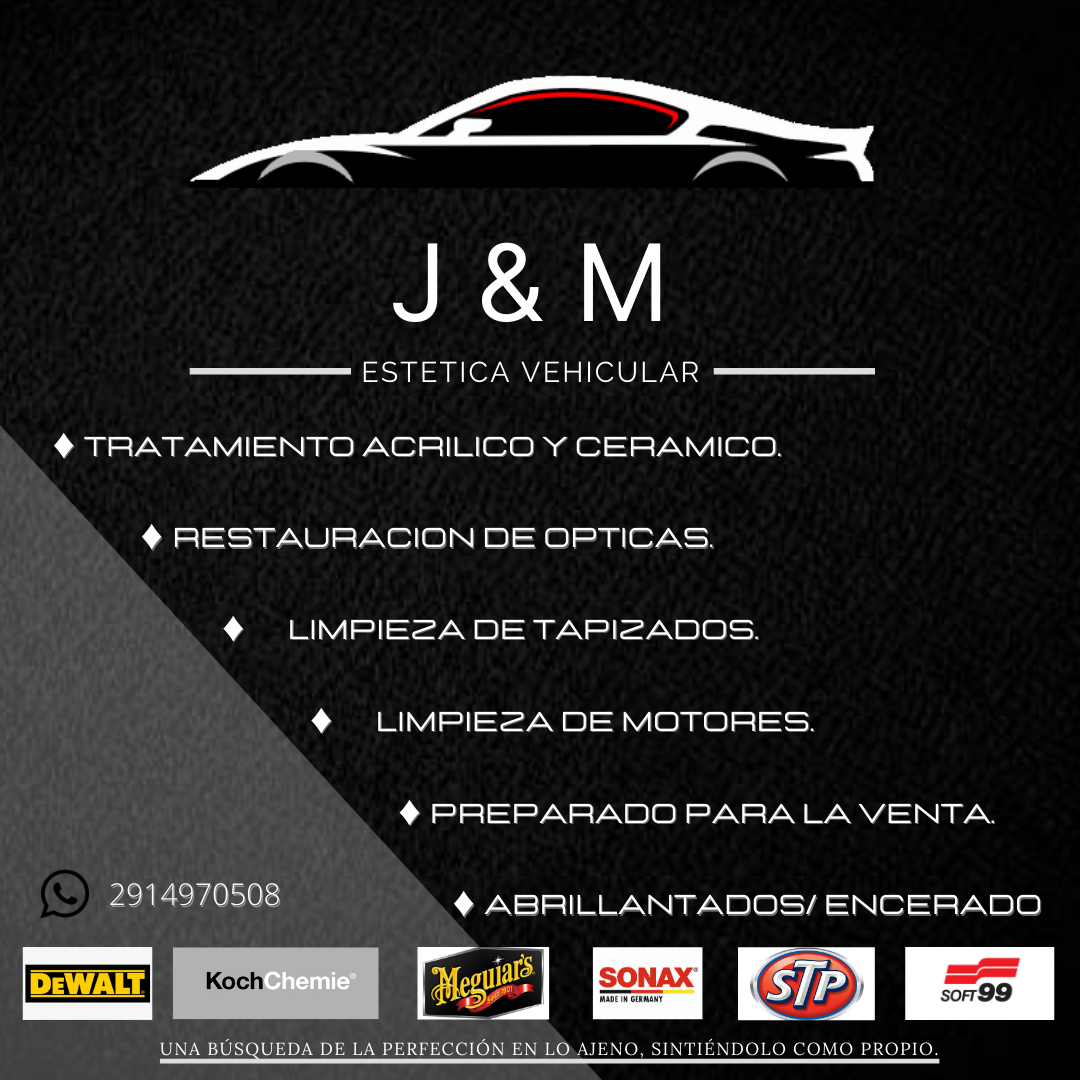 J & M
ESTETICA VEHICULAR
♦ TRATAMIENTO ACRILICO Y CERAMICO.
♦ RESTAURACION DE OPTICAS.
♦ LIMPIEZA DE TAPIZADOS.
♦ LIMPIEZA DE MOTORES.
♦ PREPARADO PARA LA VENTA.
♦ ABRILLANTADOS/ ENCERADO
2914970508
DEWALT
KochChemie®
Meguiar's
SINCE 1901
SONAX®
MADE IN GERMANY
STP
SOFT99
UNA BÚSQUEDA DE LA PERFECCIÓN EN LO AJENO, SINTIÉNDOLO COMO PROPIO.